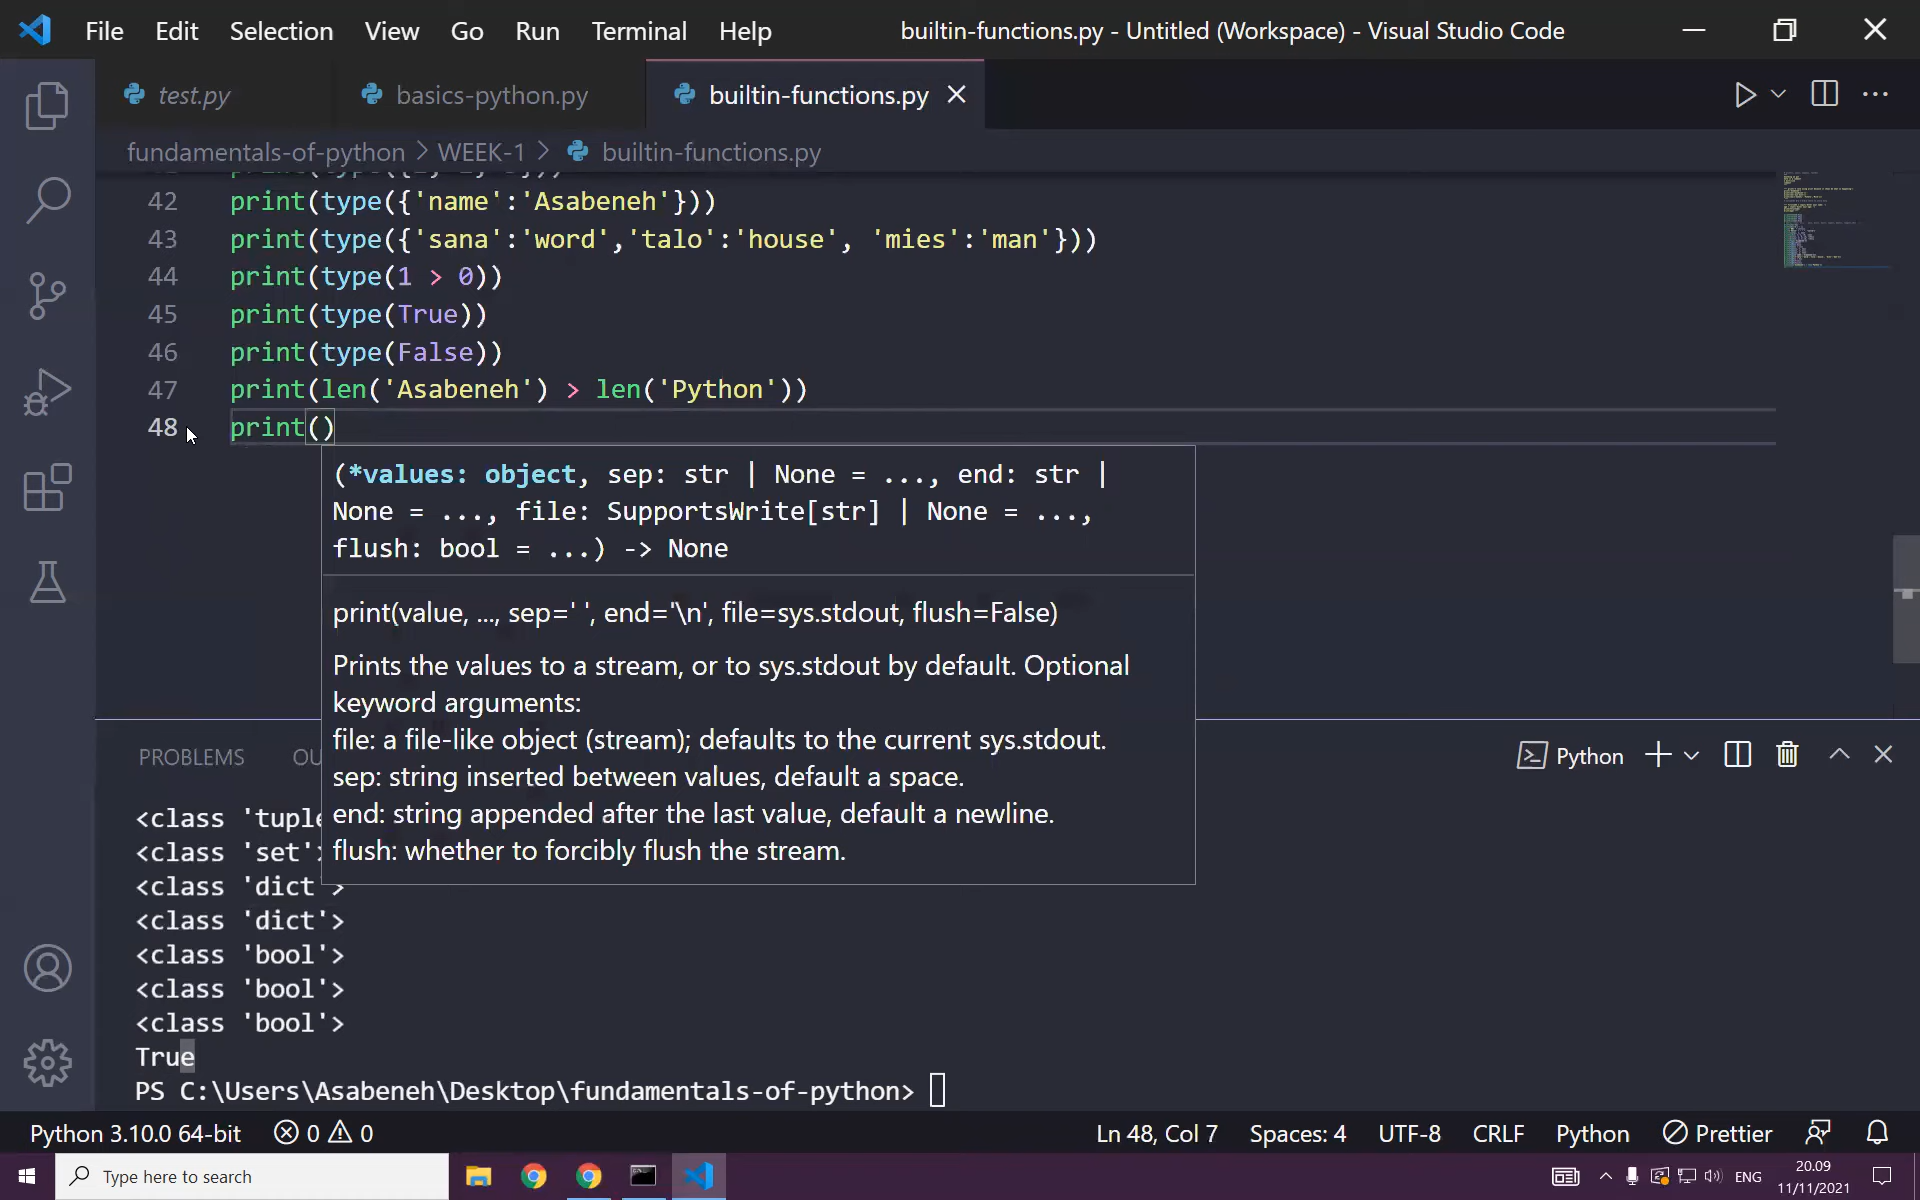 File Edit Selection View Go Run Terminal Help
builtin-functions.py - Untitled (Workspace) - Visual Studio Code
test.py
basics-python.py
builtin-functions.py
fundamentals-of-python > WEEK-1 > builtin-functions.py
42 print(type({'name':'Asabeneh'}))
43 print(type({'sana':'word','talo':'house', 'mies':'man'}))
44 print(type(1 > 0))
45 print(type(True))
46 print(type(False))
47 print(len('Asabeneh') > len('Python'))
48 print()
(*values: object, sep: str | None = ..., end: str |
None = ..., file: SupportsWrite[str] | None = ...,
flush: bool = ...) -> None
print(value, ..., sep=' ', end='\n', file=sys.stdout, flush=False)
Prints the values to a stream, or to sys.stdout by default. Optional
keyword arguments:
file: a file-like object (stream); defaults to the current sys.stdout.
sep: string inserted between values, default a space.
end: string appended after the last value, default a newline.
flush: whether to forcibly flush the stream.
PROBLEMS OU
Python
<class 'tuple
<class 'set'
<class 'dict'>
<class 'dict'>
<class 'bool'>
<class 'bool'>
<class 'bool'>
True
PS C:\Users\Asabeneh\Desktop\fundamentals-of-python>
Python 3.10.0 64-bit 0 0 Ln 48, Col 7 Spaces: 4 UTF-8 CRLF Python Prettier
Type here to search
ENG
20.09
11/11/2021